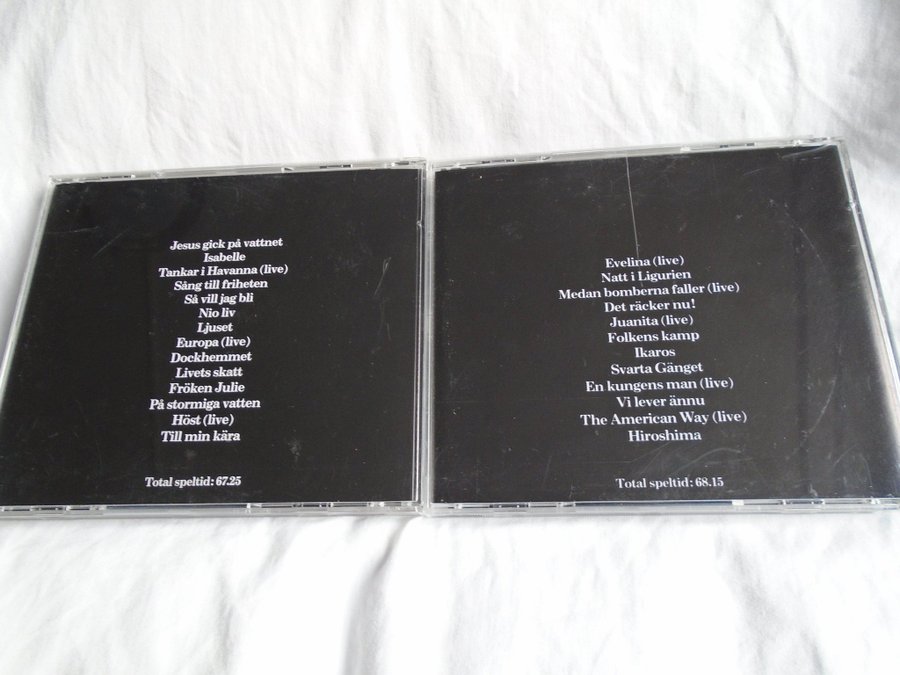 Jesus gick på vattnet
Isabelle
Tankar i Havanna (live)
Sång till friheten
Så vill jag bli
Nio liv
Ljuset
Europa (live)
Dockhemmet
Livets skatt
Fröken Julie
På stormiga vatten
Höst (live)
Till min kära
Total speltid: 67.25
Evelina (live)
Natt i Ligurien
Medan bomberna faller (live)
Det räcker nu!
Juanita (live)
Folkens kamp
Ikaros
Svarta Gänget
En kungens man (live)
Vi lever ännu
The American Way (live)
Hiroshima
Total speltid: 68.15